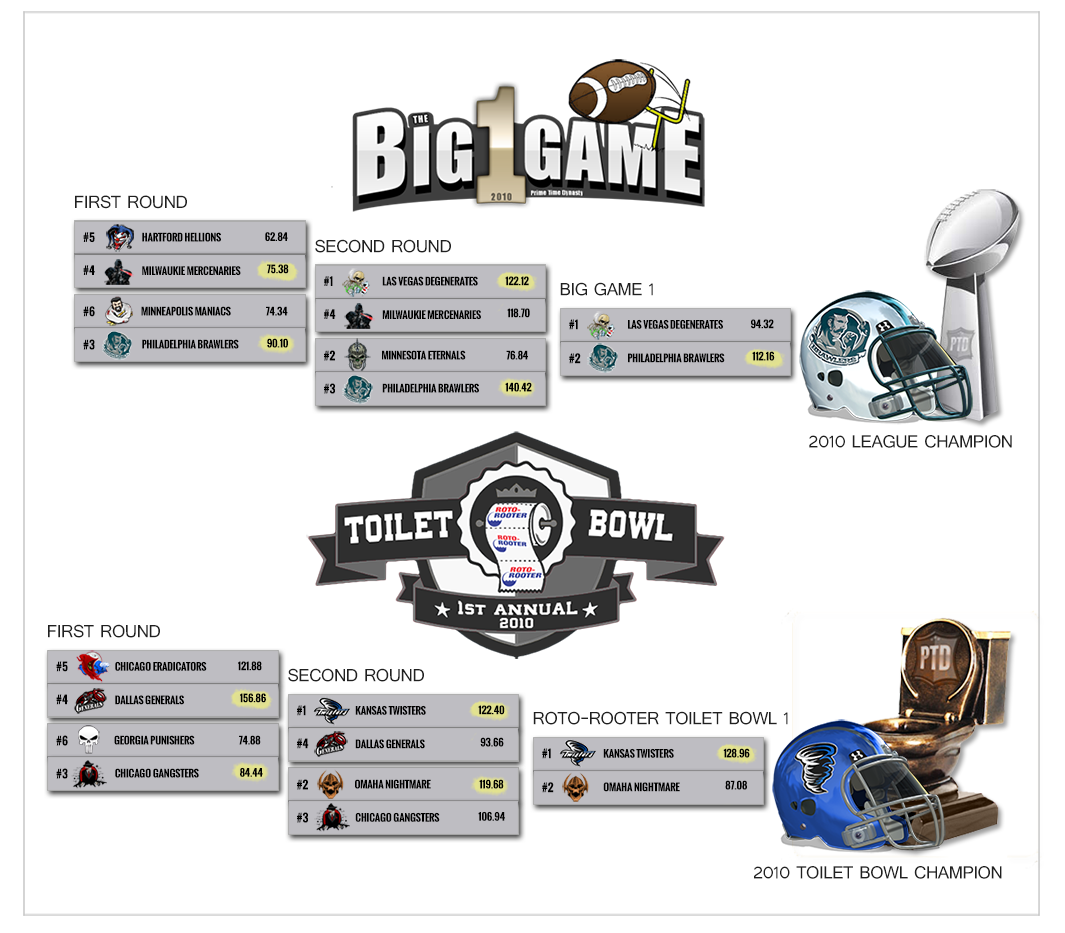 THE
BIG 1 GAME
2010
Prime Time Dynasty
FIRST ROUND
#5 HARTFORD HELLIONS 62.84
#4 MILWAUKIE MERCENARIES 75.38
#6 MINNEAPOLIS MANIACS 74.34
#3 PHILADELPHIA BRAWLERS 90.10
SECOND ROUND
#1 LAS VEGAS DEGENERATES 122.12
#4 MILWAUKIE MERCENARIES 118.70
#2 MINNESOTA ETERNALS 76.84
#3 PHILADELPHIA BRAWLERS 140.42
BIG GAME 1
#1 LAS VEGAS DEGENERATES 94.32
#2 PHILADELPHIA BRAWLERS 112.16
BRAWLERS
PTD
2010 LEAGUE CHAMPION
TOILET BOWL
ROTO-
ROOTER
ROTO-
ROOTER
ROTO-
ROOTER
★ 1ST ANNUAL ★
2010
FIRST ROUND
#5 CHICAGO ERADICATORS 121.88
#4 DALLAS GENERALS 156.86
#6 GEORGIA PUNISHERS 74.88
#3 CHICAGO GANGSTERS 84.44
SECOND ROUND
#1 KANSAS TWISTERS 122.40
#4 DALLAS GENERALS 93.66
#2 OMAHA NIGHTMARE 119.68
#3 CHICAGO GANGSTERS 106.94
ROTO-ROOTER TOILET BOWL 1
#1 KANSAS TWISTERS 128.96
#2 OMAHA NIGHTMARE 87.08
PTD
2010 TOILET BOWL CHAMPION